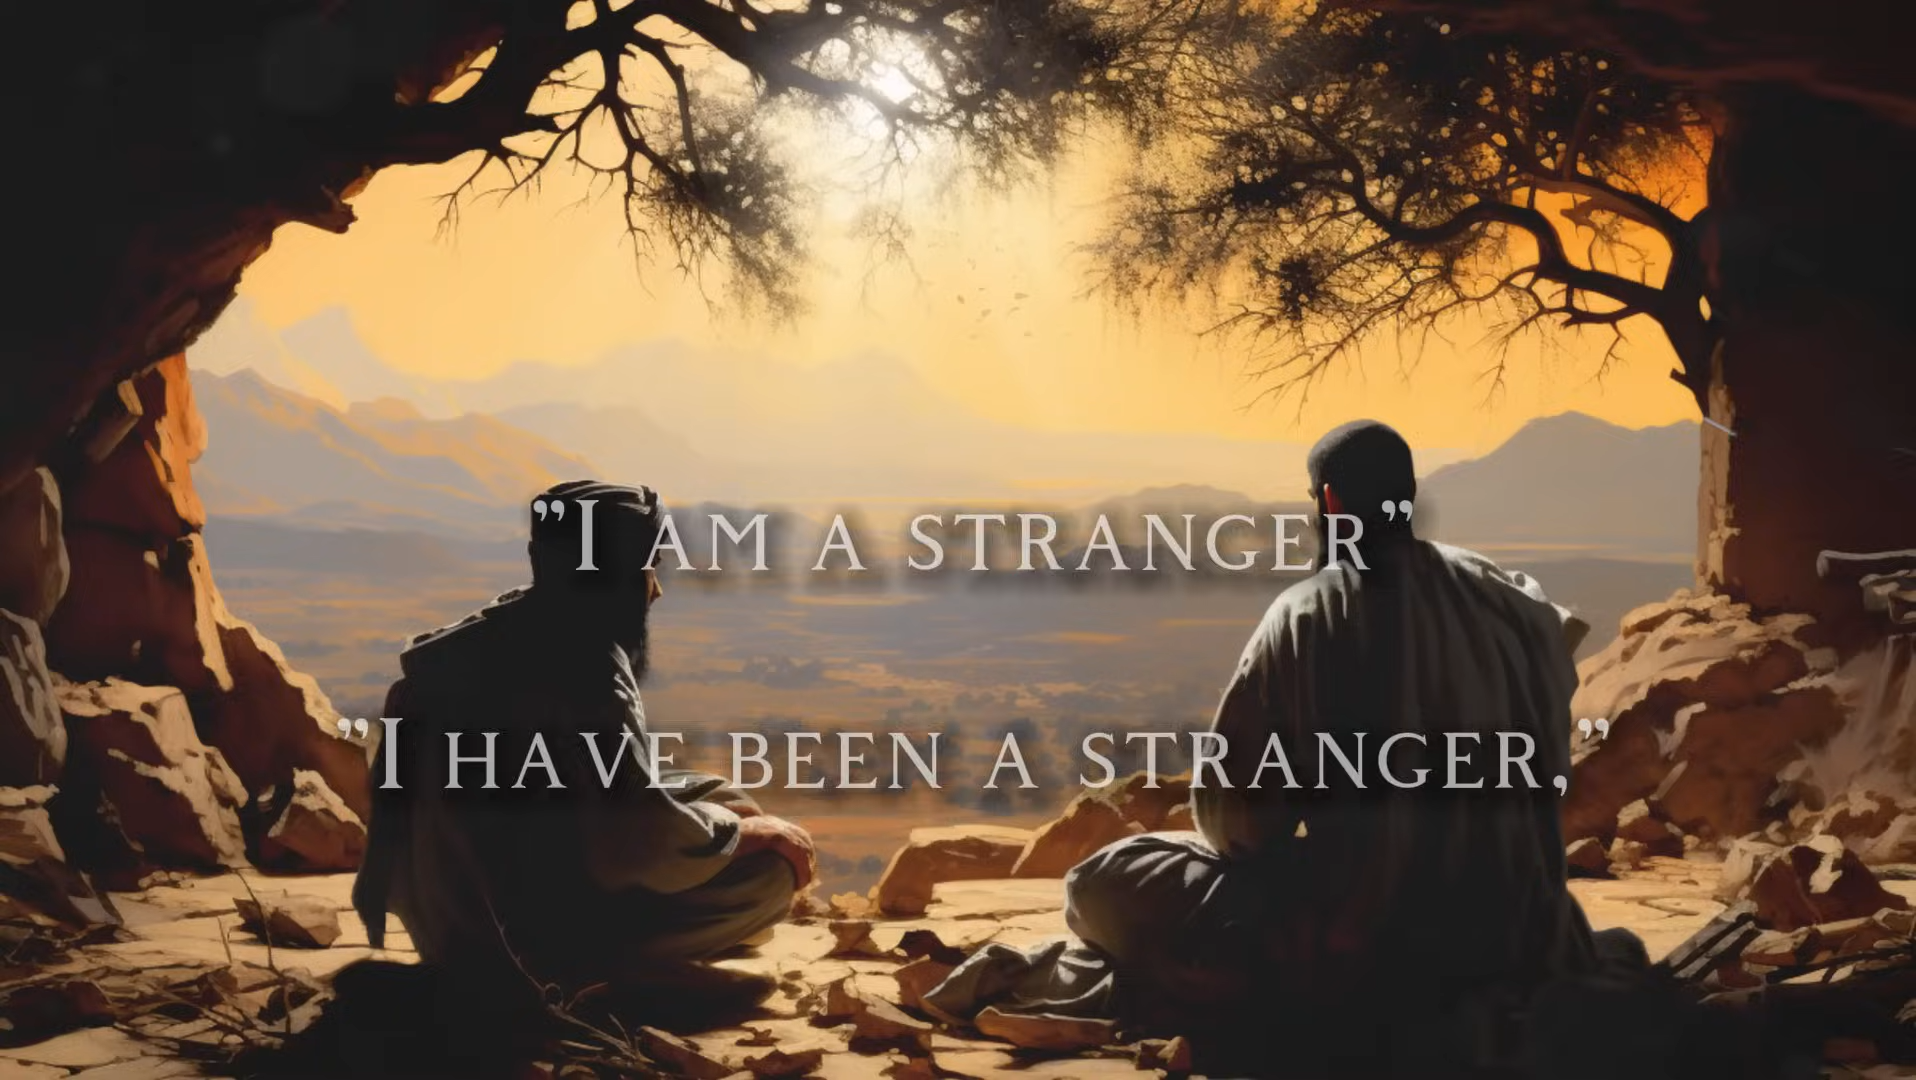 ”I am a stranger”
”I have been a stranger,”